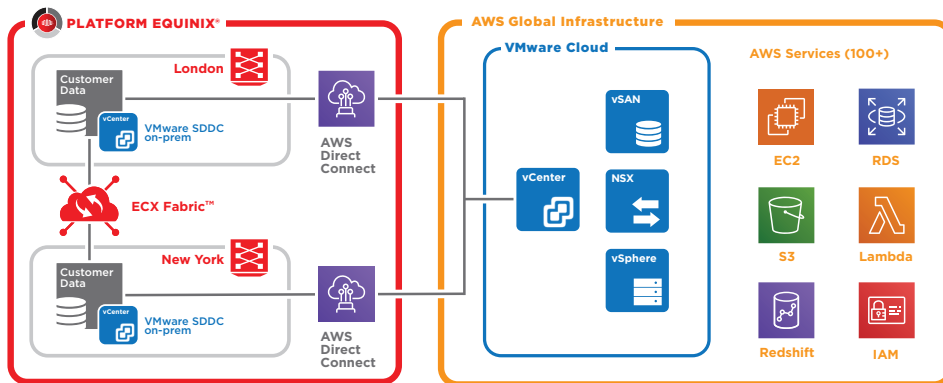 PLATFORM EQUINIX®
London
Customer
Data
vCenter
VMware SDDC
on-prem
AWS
Direct
Connect
ECX Fabric™
New York
Customer
Data
vCenter
VMware SDDC
on-prem
AWS
Direct
Connect
AWS Global Infrastructure
VMware Cloud
vCenter
vSAN
NSX
vSphere
AWS Services (100+)
EC2
RDS
S3
Lambda
Redshift
IAM